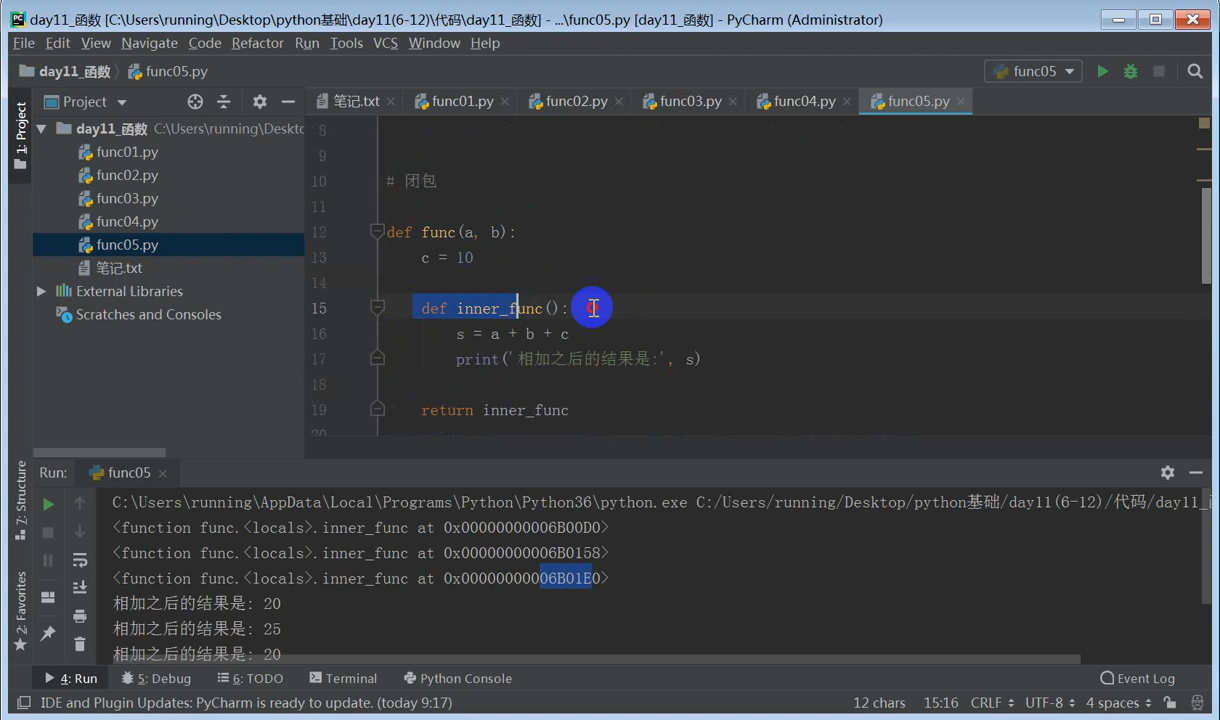 day11_函数 [C:\Users\running\Desktop\python基础\day11(6-12)\代码\day11_函数] - ...\func05.py [day11_函数] - PyCharm (Administrator)
File Edit View Navigate Code Refactor Run Tools VCS Window Help
day11_函数 func05.py func05
Project 笔记.txt func01.py func02.py func03.py func04.py func05.py
1: Project
day11_函数 C:\Users\running\Deskto
func01.py
func02.py
func03.py
func04.py
func05.py
笔记.txt
External Libraries
Scratches and Consoles
8
9
10 # 闭包
11
12 def func(a, b):
13 c = 10
14
15 def inner_func():
16 s = a + b + c
17 print('相加之后的结果是:', s)
18
19 return inner_func
20
7: Structure
2: Favorites
Run: func05
C:\Users\running\AppData\Local\Programs\Python\Python36\python.exe C:/Users/running/Desktop/python基础/day11(6-12)/代码/day11_
<function func.<locals>.inner_func at 0x00000000006B00D0>
<function func.<locals>.inner_func at 0x00000000006B0158>
<function func.<locals>.inner_func at 0x00000000006B01E0>
相加之后的结果是: 20
相加之后的结果是: 25
相加之后的结果是: 20
4: Run 5: Debug 6: TODO Terminal Python Console Event Log
IDE and Plugin Updates: PyCharm is ready to update. (today 9:17) 12 chars 15:16 CRLF UTF-8 4 spaces